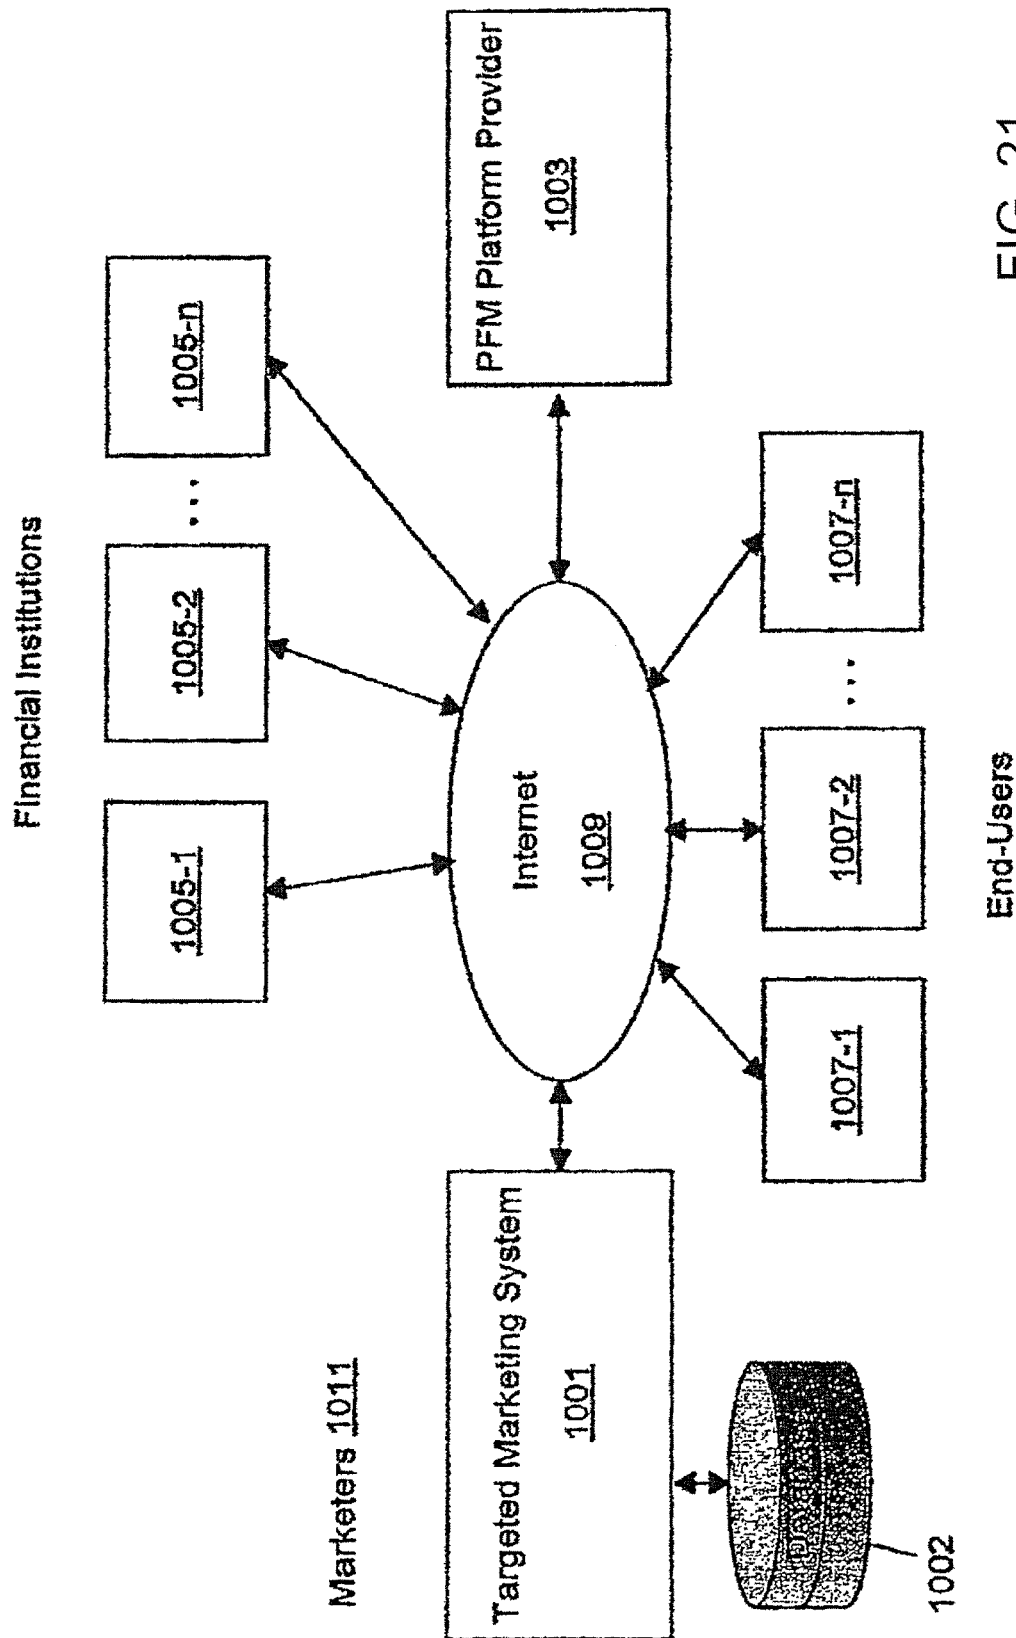 Financial Institutions
1005-1
1005-2
...
1005-n
Marketers 1011
Targeted Marketing System
1001
Internet
1009
PFM Platform Provider
1003
1002
1007-1
1007-2
...
1007-n
End-Users
FIG. 21